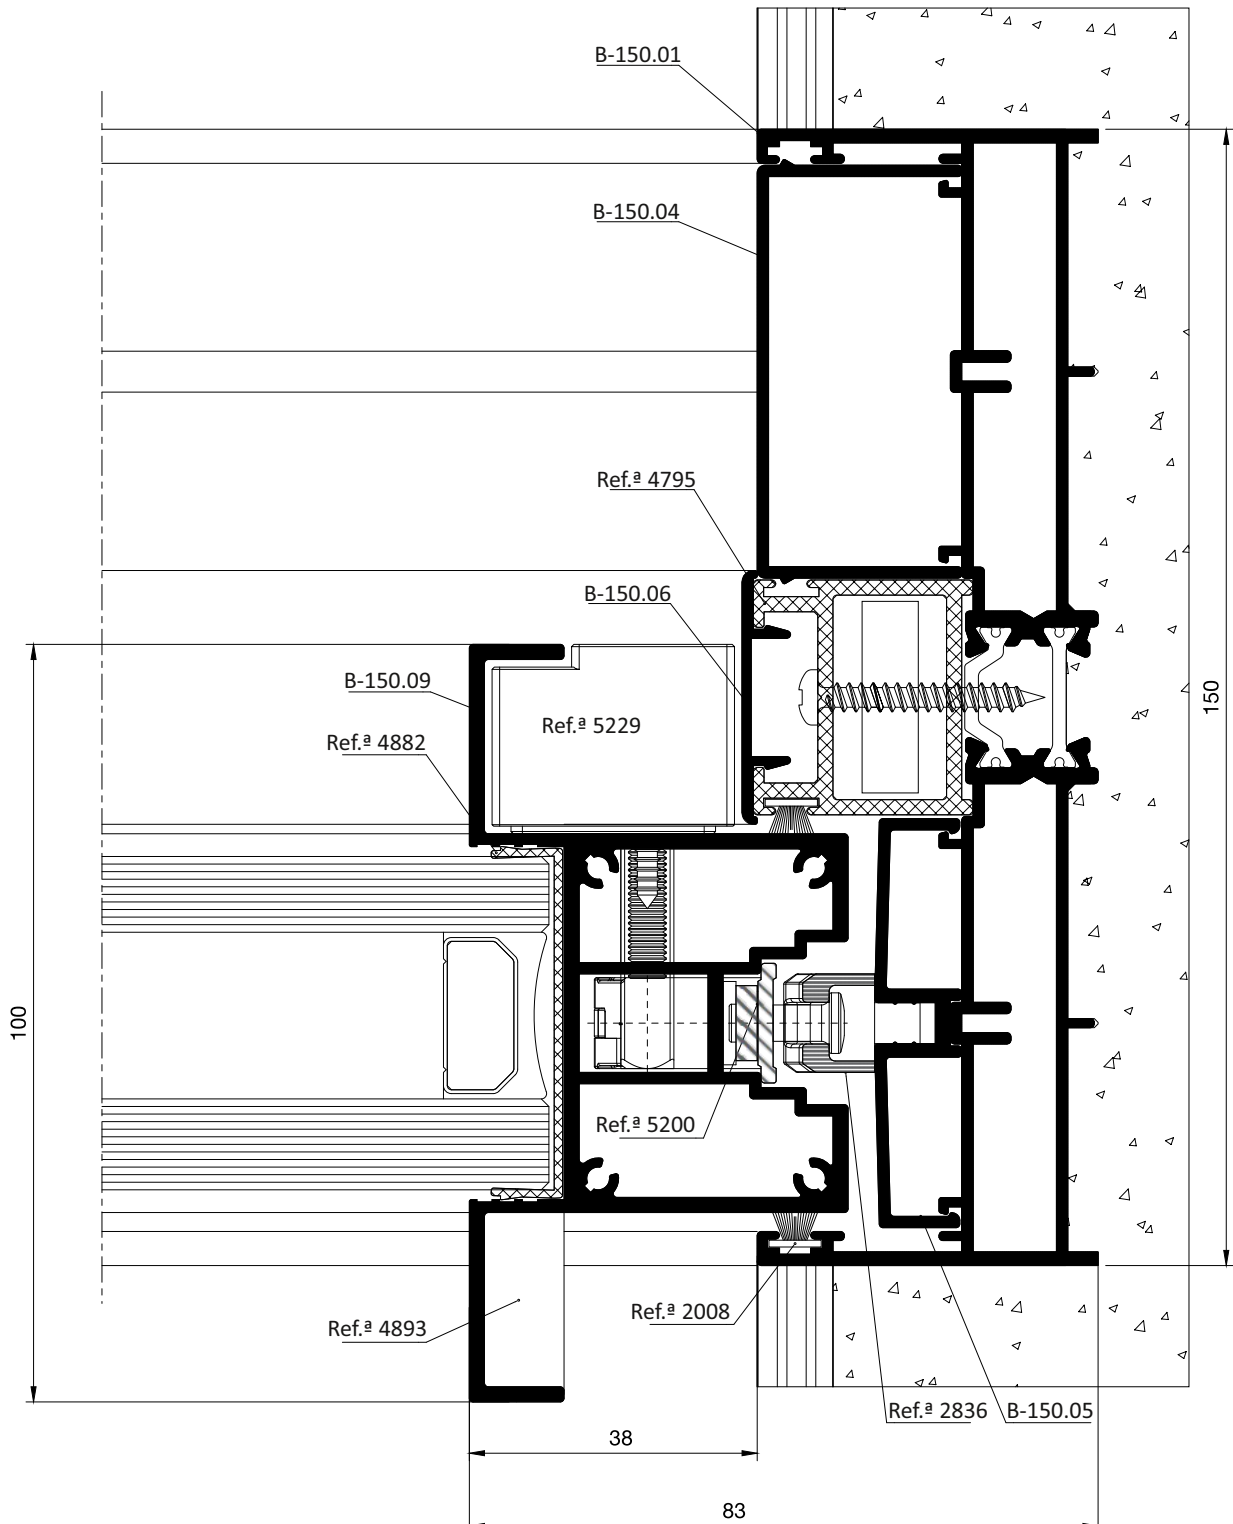 B-150.01
B-150.04
Ref.ª 4795
B-150.06
B-150.09
Ref.ª 5229
Ref.ª 4882
150
100
Ref.ª 5200
Ref.ª 2008
Ref.ª 4893
Ref.ª 2836
B-150.05
38
83